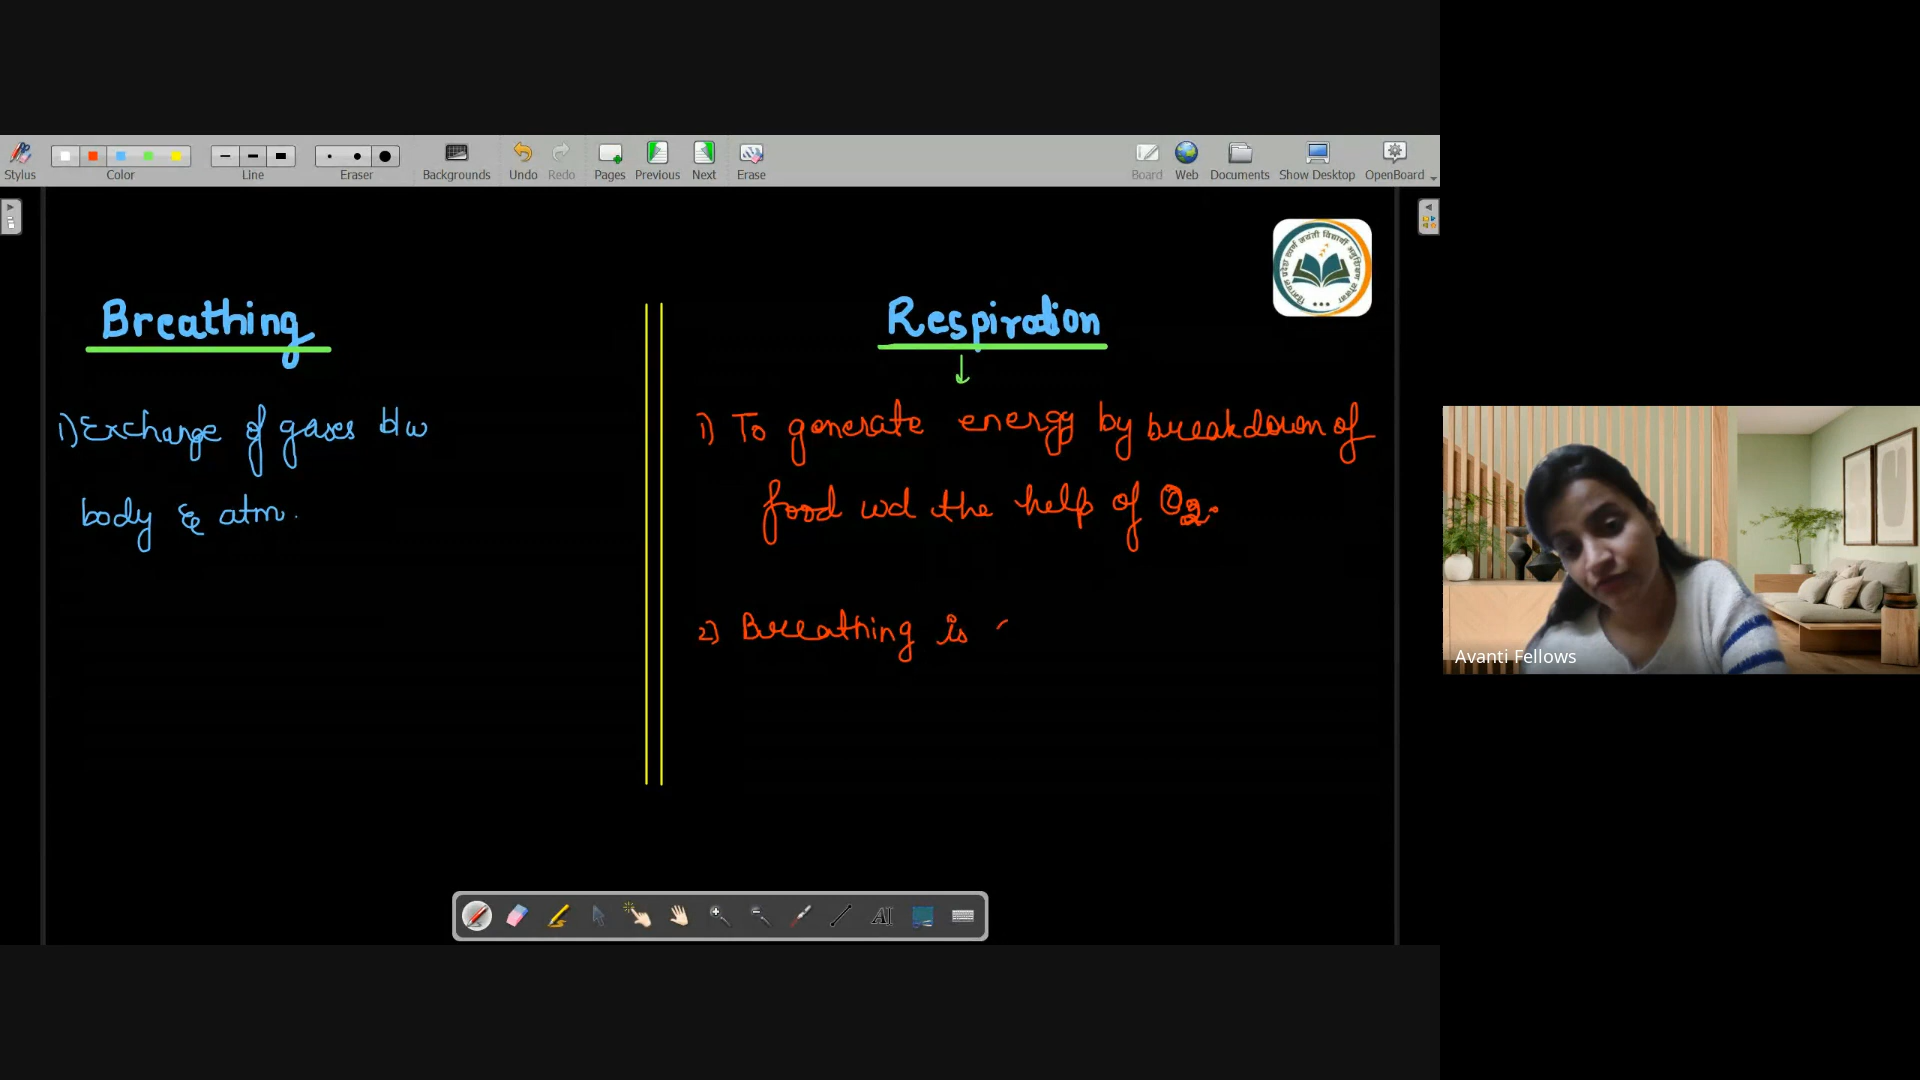 Stylus
Color
Line
Eraser
Backgrounds
Undo
Redo
Pages
Previous
Next
Erase
Board
Web
Documents
Show Desktop
OpenBoard
Breathing
1) Exchange of gases b/w
body & atm.
Respiration
↓
1) To generate energy by breakdown of
food wd the help of O2.
2) Breathing is
Avanti Fellows